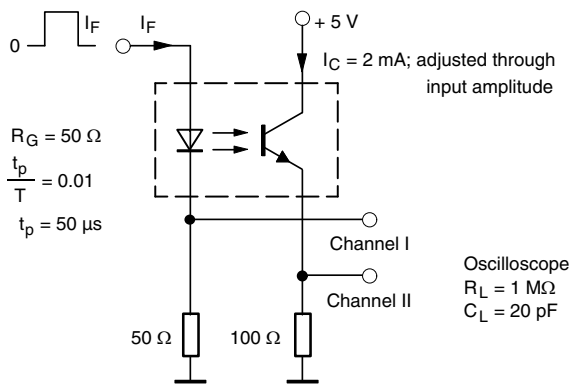 0
I_F
I_F
+ 5 V
I_C = 2 mA; adjusted through
input amplitude
R_G = 50 Ω
t_p
T
= 0.01
t_p = 50 µs
Channel I
Channel II
50 Ω
100 Ω
Oscilloscope
R_L = 1 MΩ
C_L = 20 pF